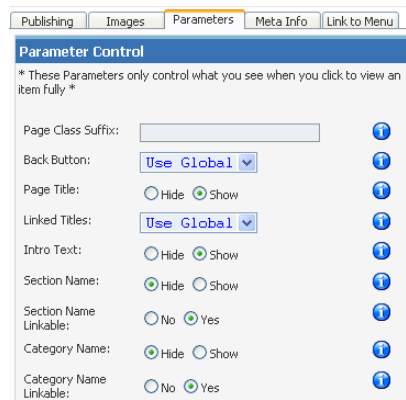 Publishing Images Parameters Meta Info Link to Menu
Parameter Control
* These Parameters only control what you see when you click to view an
item fully *
Page Class Suffix:
Back Button: Use Global
Page Title: Hide Show
Linked Titles: Use Global
Intro Text: Hide Show
Section Name: Hide Show
Section Name
Linkable: No Yes
Category Name: Hide Show
Category Name
Linkable: No Yes